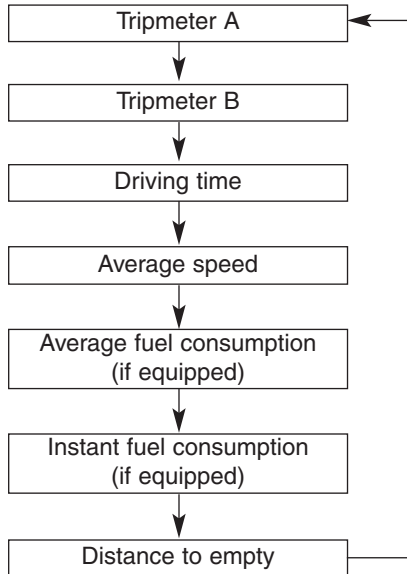 Tripmeter A
Tripmeter B
Driving time
Average speed
Average fuel consumption
(if equipped)
Instant fuel consumption
(if equipped)
Distance to empty